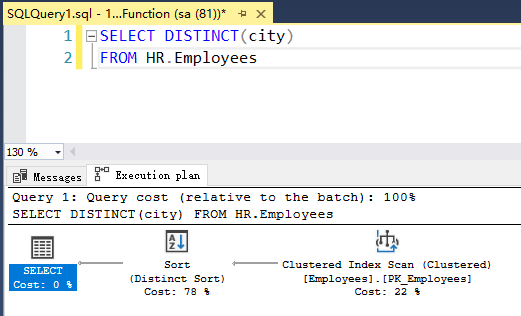 SQLQuery1.sql - 1...Function (sa (81))*
1 SELECT DISTINCT(city)
2 FROM HR.Employees
130 %
Messages Execution plan
Query 1: Query cost (relative to the batch): 100%
SELECT DISTINCT(city) FROM HR.Employees
SELECT
Cost: 0 %
Sort
(Distinct Sort)
Cost: 78 %
Clustered Index Scan (Clustered)
[Employees].[PK_Employees]
Cost: 22 %